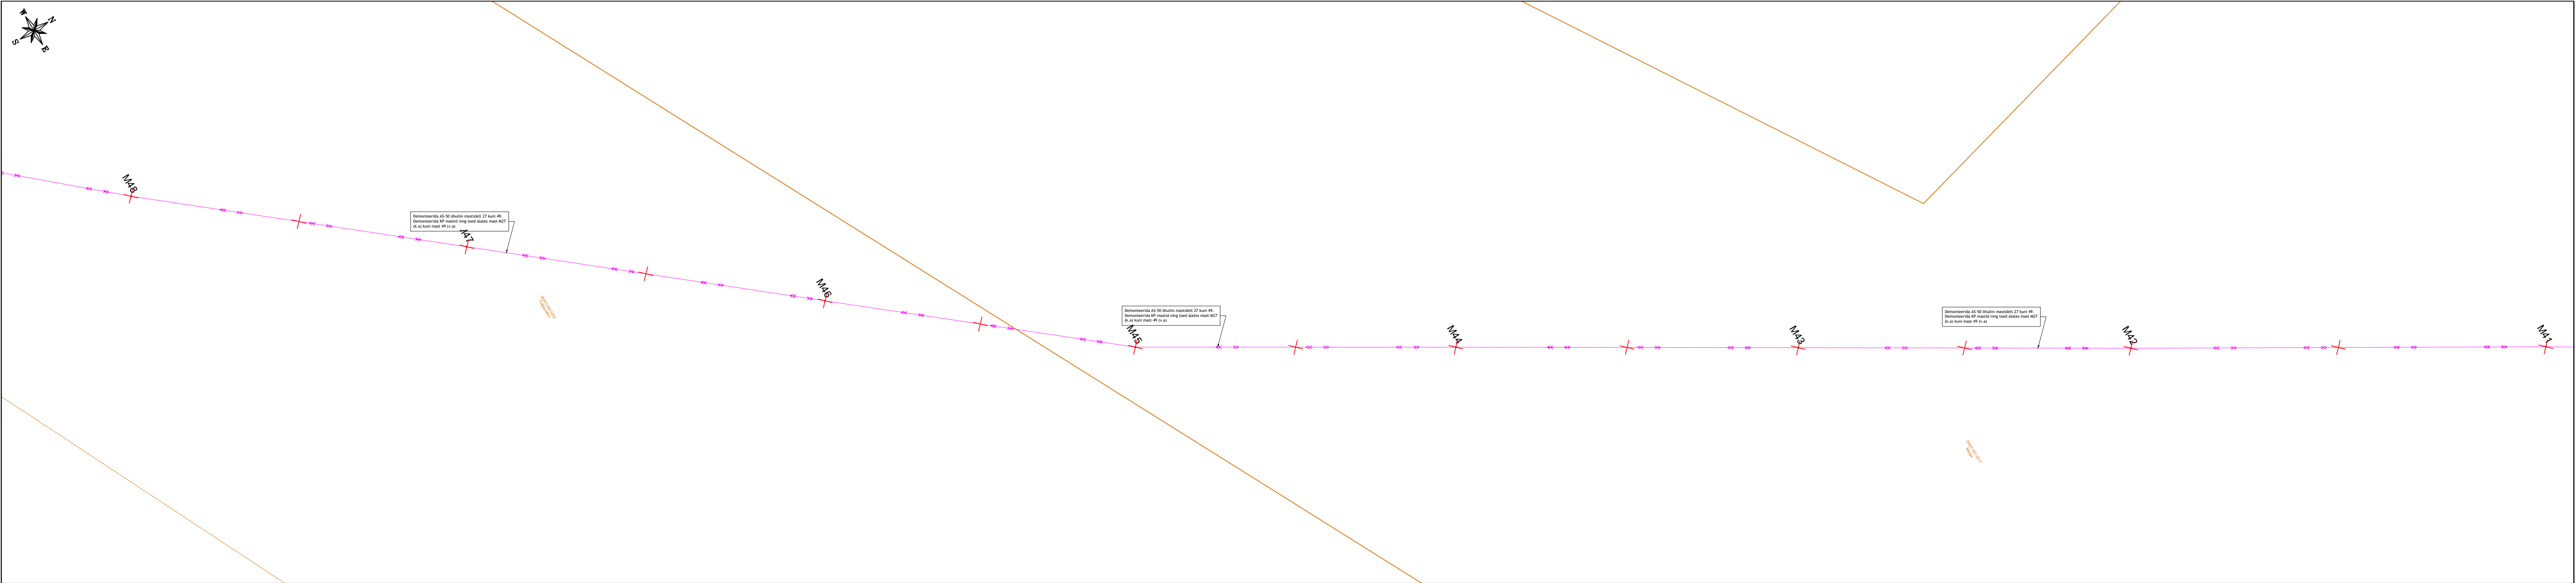 W
N
S
E
M48
M47
Demonteerida AS-50 õhuliin mastidelt 27 kuni 49.
Demonteerida KP mastid ning toed alates mast M27
(k.a) kuni mast 49 (v.a)
M46
Demonteerida AS-50 õhuliin mastidelt 27 kuni 49.
Demonteerida KP mastid ning toed alates mast M27
(k.a) kuni mast 49 (v.a)
M45
M44
M43
Demonteerida AS-50 õhuliin mastidelt 27 kuni 49.
Demonteerida KP mastid ning toed alates mast M27
(k.a) kuni mast 49 (v.a)
M42
M41